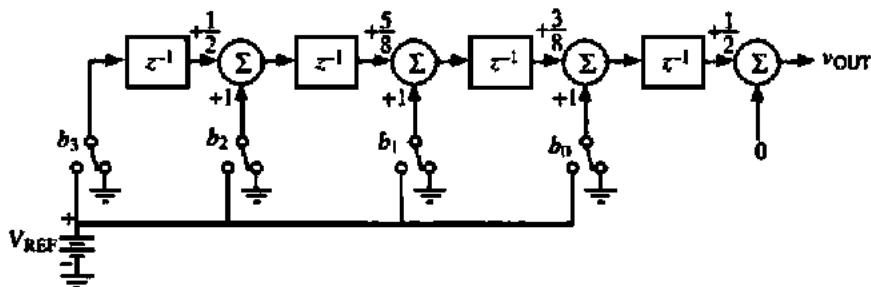 +1/2 +5/8 +3/8 +1/2
z⁻¹ Σ z⁻¹ Σ z⁻¹ Σ z⁻¹ Σ vOUT
+1 +1 +1
b3 b2 b1 b0 0
+
VREF
-